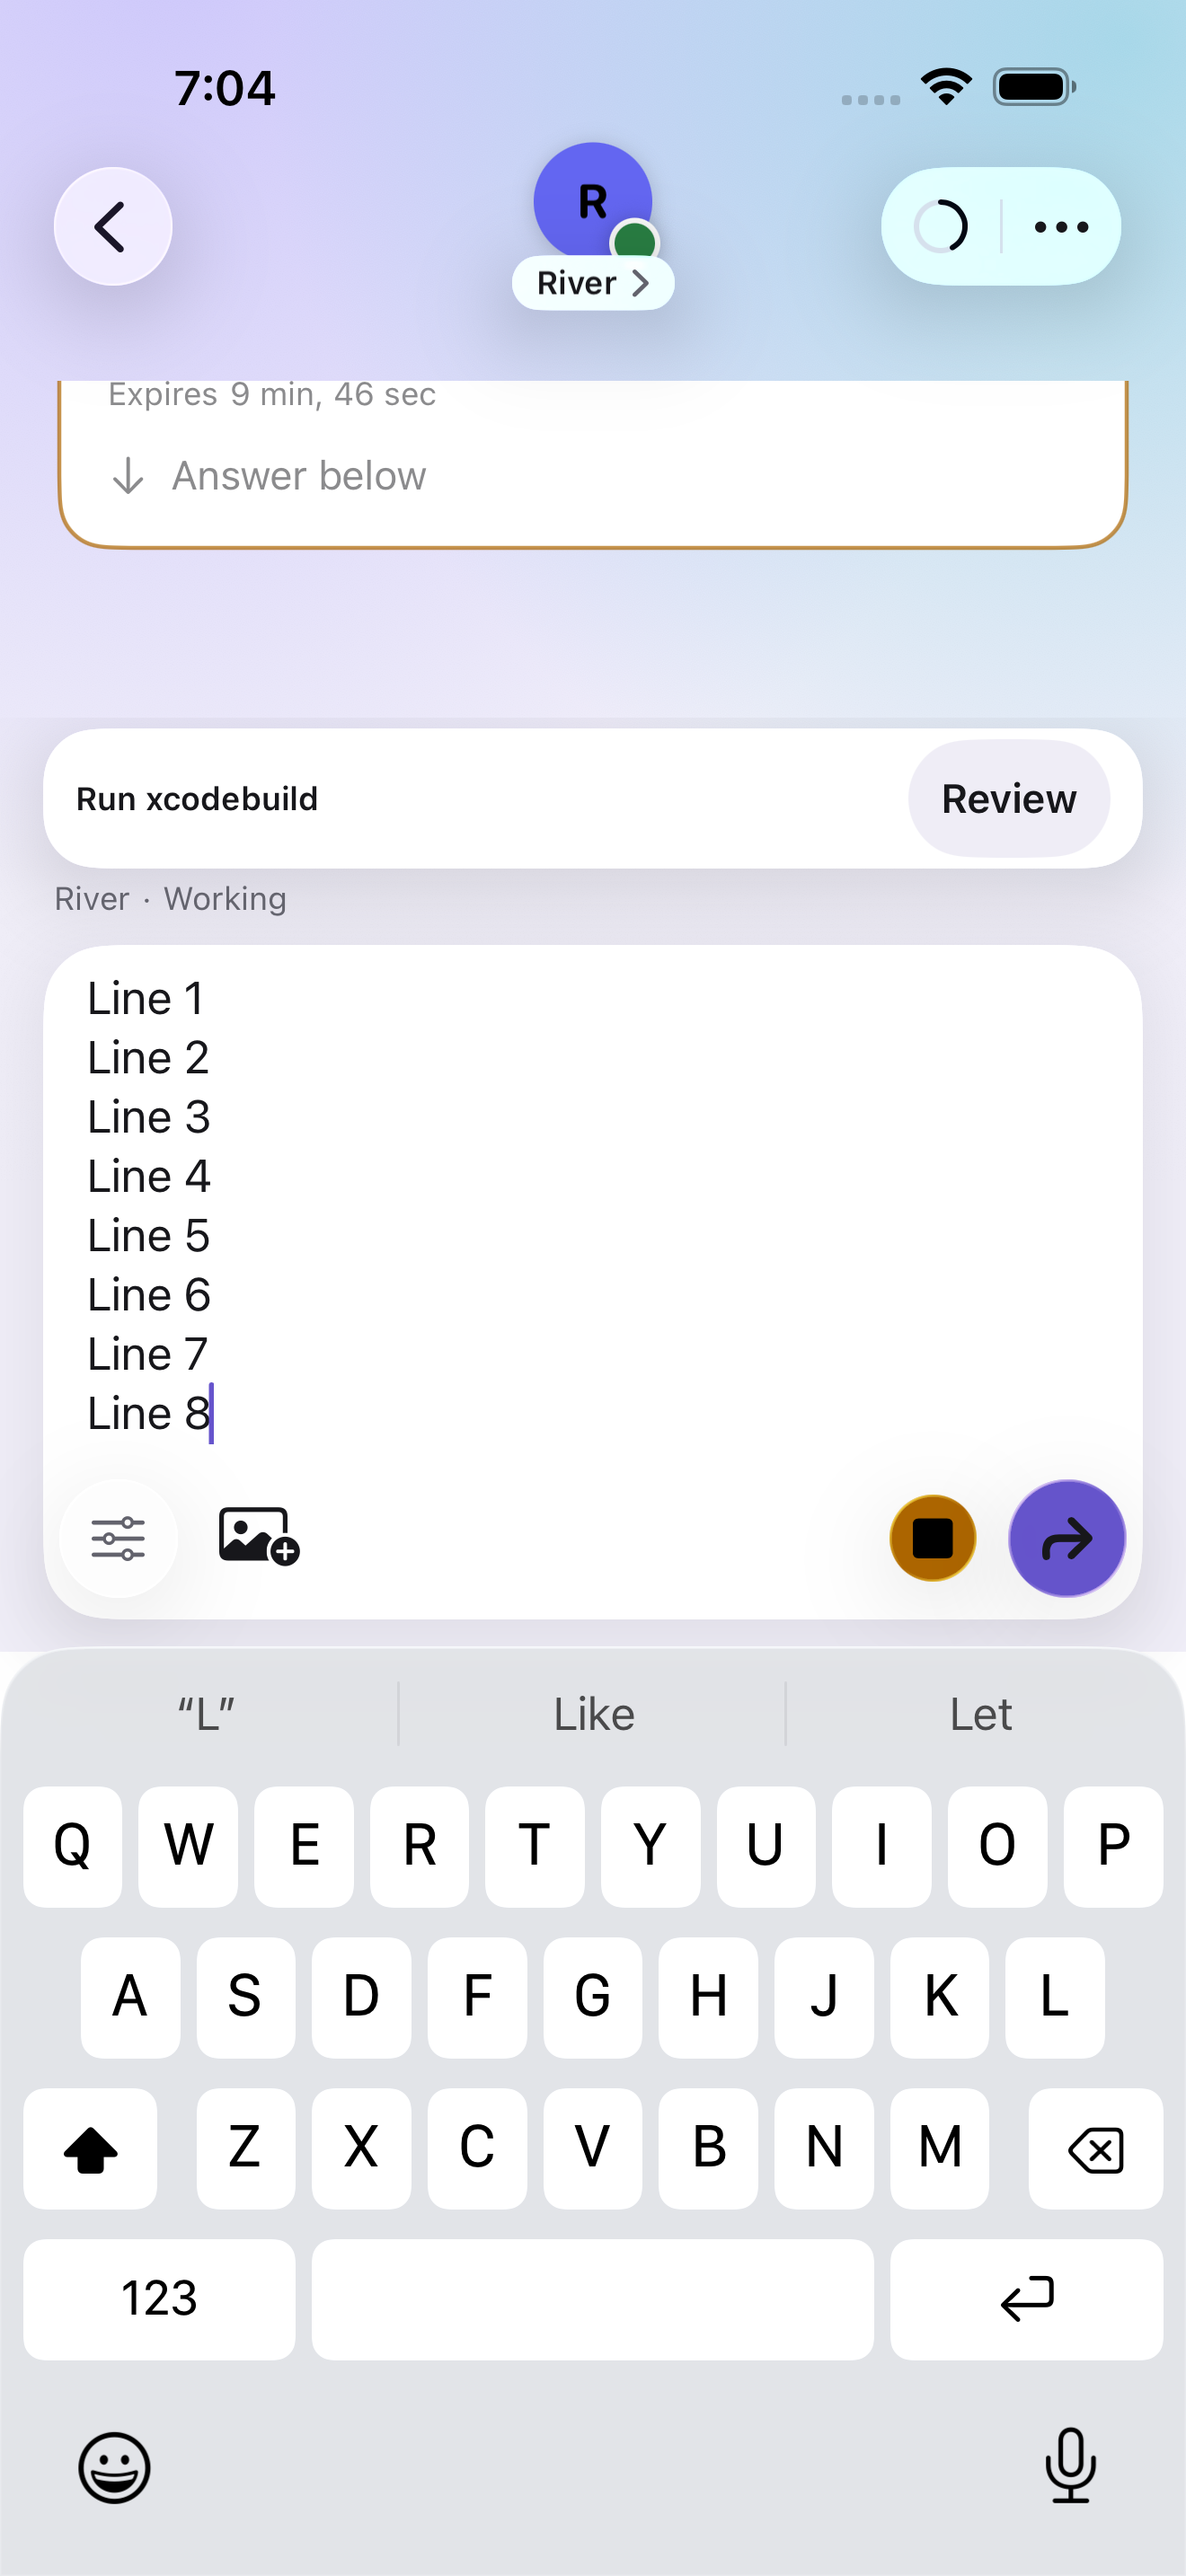 7:04
R
River
Expires 9 min, 46 sec
Answer below
Run xcodebuild
Review
River · Working
Line 1
Line 2
Line 3
Line 4
Line 5
Line 6
Line 7
Line 8
“L” Like Let
Q W E R T Y U I O P
A S D F G H J K L
Z X C V B N M
123